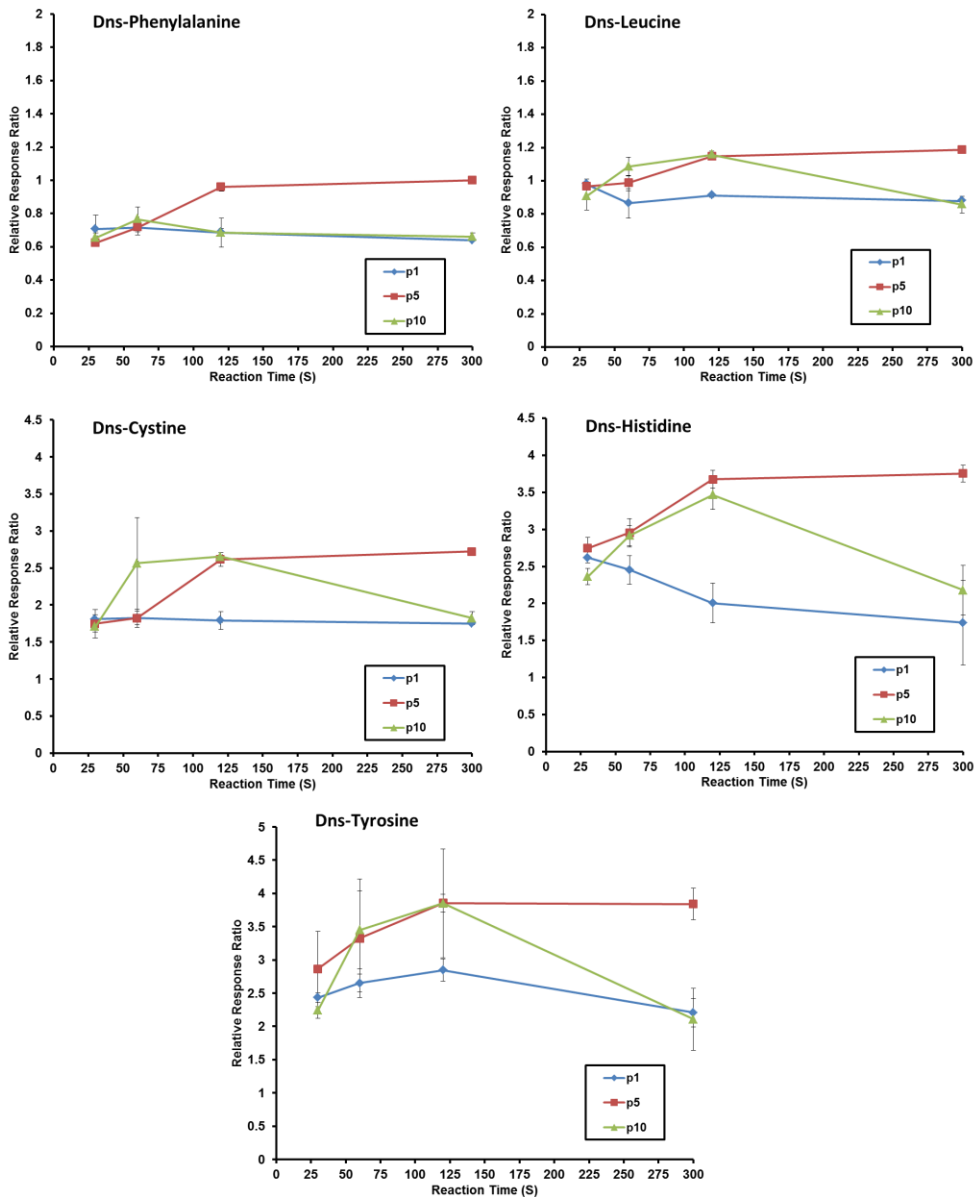 Dns-Phenylalanine
2
1.8
1.6
1.4
1.2
1
0.8
0.6
0.4
0.2
0
Relative Response Ratio
p1
p5
p10
0 25 50 75 100 125 150 175 200 225 250 275 300
Reaction Time (S)
Dns-Leucine
2
1.8
1.6
1.4
1.2
1
0.8
0.6
0.4
0.2
0
Relative Response Ratio
p1
p5
p10
0 25 50 75 100 125 150 175 200 225 250 275 300
Reaction Time (S)
Dns-Cystine
4.5
4
3.5
3
2.5
2
1.5
1
0.5
0
Relative Response Ratio
p1
p5
p10
0 25 50 75 100 125 150 175 200 225 250 275 300
Reaction Time (S)
Dns-Histidine
4.5
4
3.5
3
2.5
2
1.5
1
0.5
0
Relative Response Ratio
p1
p5
p10
0 25 50 75 100 125 150 175 200 225 250 275 300
Reaction Time (S)
Dns-Tyrosine
5
4.5
4
3.5
3
2.5
2
1.5
1
0.5
0
Relative Response Ratio
p1
p5
p10
0 25 50 75 100 125 150 175 200 225 250 275 300
Reaction Time (S)